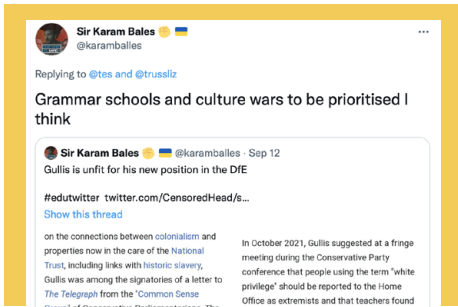 Sir Karam Bales ✊ 🇺🇦
@karamballes
Replying to @tes and @trussliz
Grammar schools and culture wars to be prioritised I
think
Sir Karam Bales ✊ 🇺🇦 @karamballes · Sep 12
Gullis is unfit for his new position in the DfE
#edutwitter twitter.com/CensoredHead/s...
Show this thread
on the connections between colonialism and
properties now in the care of the National
Trust, including links with historic slavery,
Gullis was among the signatories of a letter to
The Telegraph from the 'Common Sense
In October 2021, Gullis suggested at a fringe
meeting during the Conservative Party
conference that people using the term "white
privilege" should be reported to the Home
Office as extremists and that teachers found